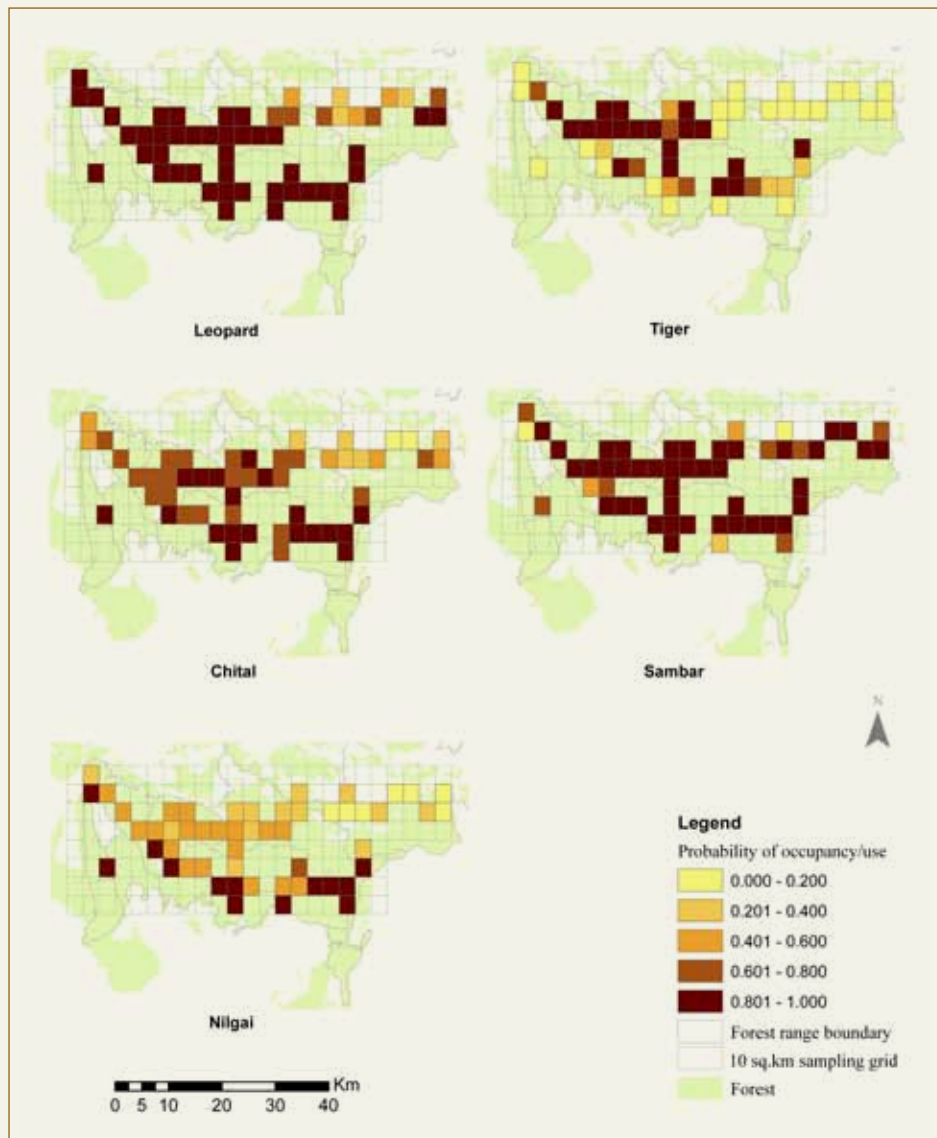 Leopard
Tiger
Chital
Sambar
N
Nilgai
Legend
Probability of occupancy/use
0.000 - 0.200
0.201 - 0.400
0.401 - 0.600
0.601 - 0.800
0.801 - 1.000
Forest range boundary
10 sq.km sampling grid
Forest
Km
0 5 10 20 30 40